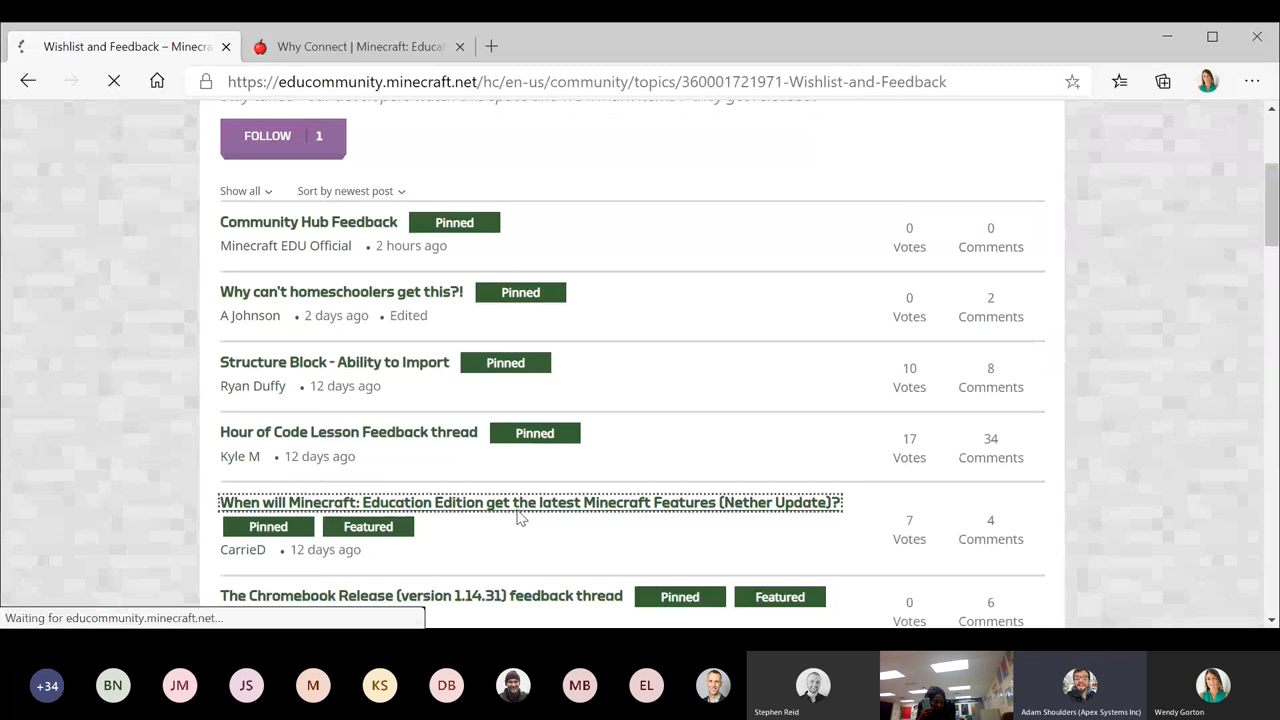 Wishlist and Feedback – Minecra
Why Connect | Minecraft: Educat
https://educommunity.minecraft.net/hc/en-us/community/topics/360001721971-Wishlist-and-Feedback
FOLLOW 1
Show all Sort by newest post
Community Hub Feedback Pinned
Minecraft EDU Official • 2 hours ago
0 Votes 0 Comments
Why can't homeschoolers get this?! Pinned
A Johnson • 2 days ago • Edited
0 Votes 2 Comments
Structure Block - Ability to Import Pinned
Ryan Duffy • 12 days ago
10 Votes 8 Comments
Hour of Code Lesson Feedback thread Pinned
Kyle M • 12 days ago
17 Votes 34 Comments
When will Minecraft: Education Edition get the latest Minecraft Features (Nether Update)?
Pinned Featured
CarrieD • 12 days ago
7 Votes 4 Comments
The Chromebook Release (version 1.14.31) feedback thread Pinned Featured
0 Votes 6 Comments
Waiting for educommunity.minecraft.net...
+34 BN JM JS M KS DB MB EL
Stephen Reid
Adam Shoulders (Apex Systems Inc)
Wendy Gorton